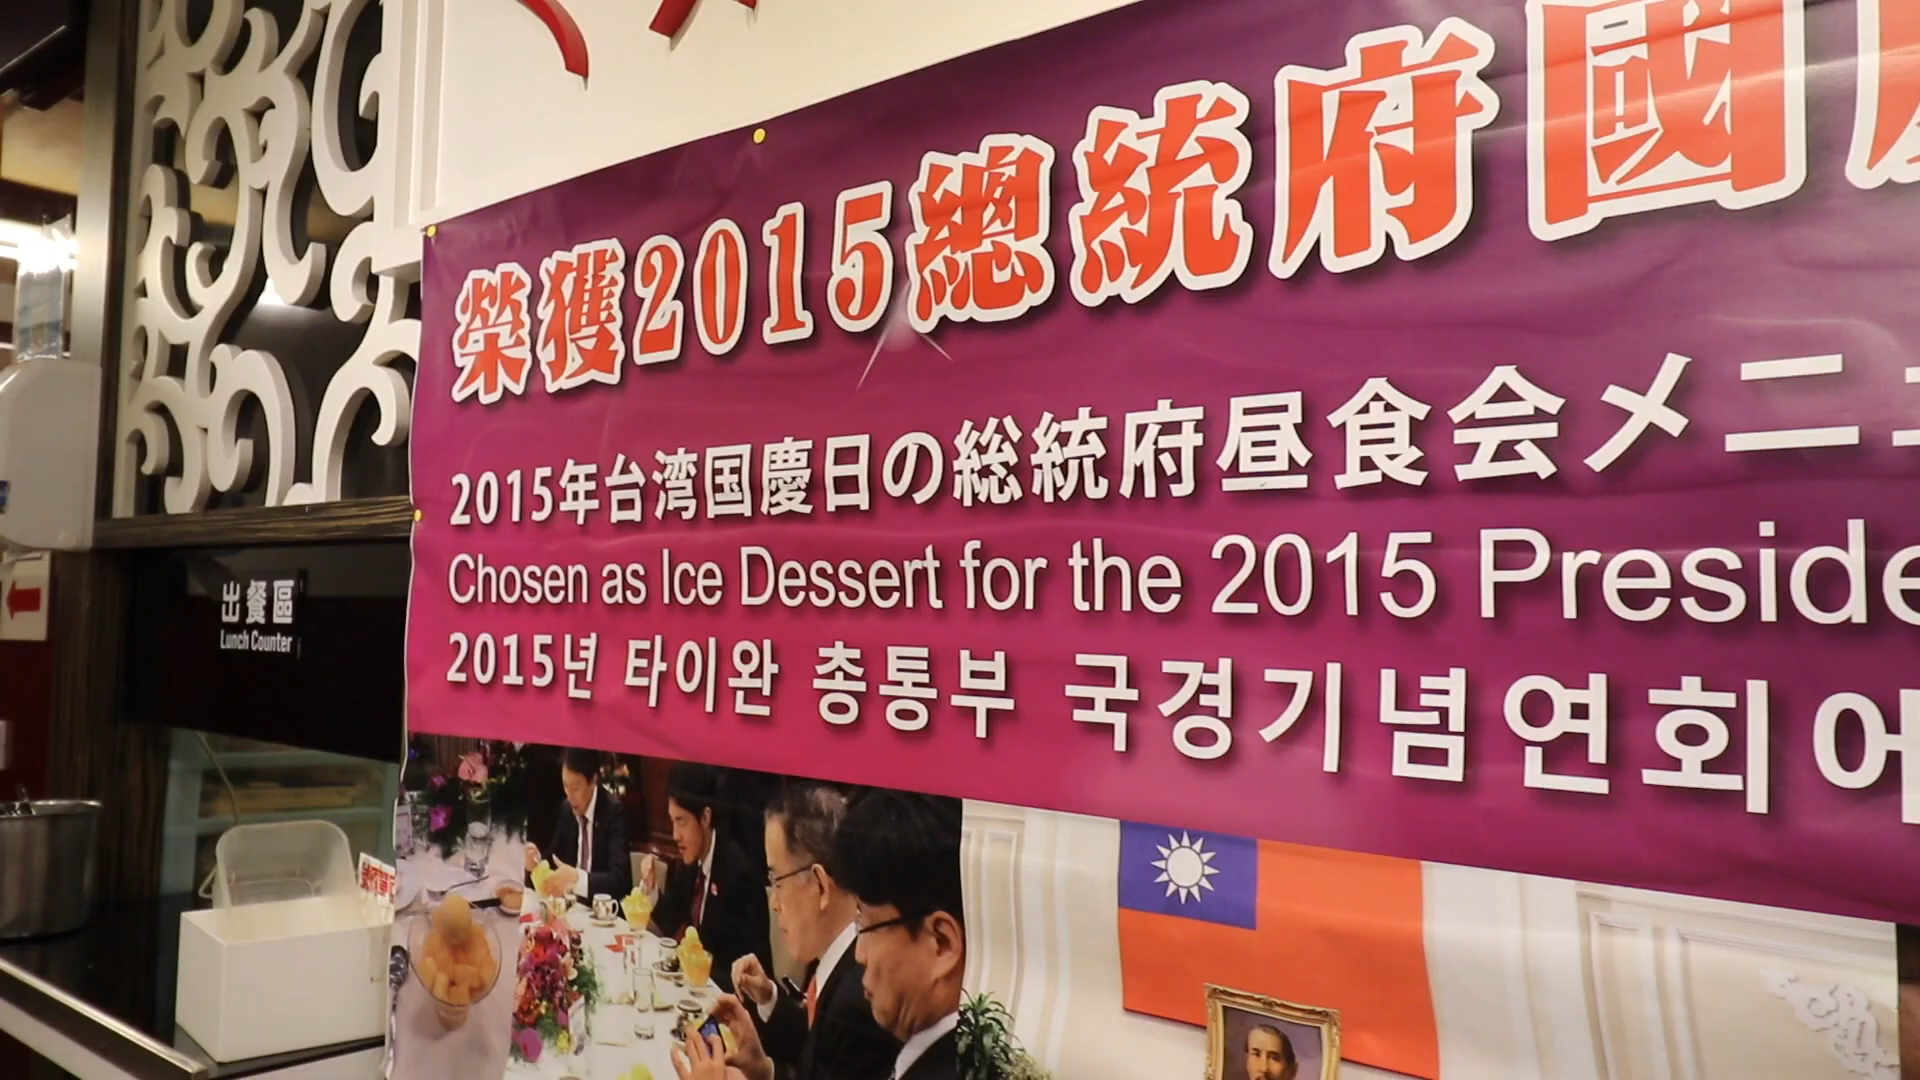 榮獲2015總統府國
2015年台湾国慶日の総統府昼食会メニ
Chosen as Ice Dessert for the 2015 Preside
2015년 타이완 총통부 국경기념연회에
出餐區
Lunch Counter